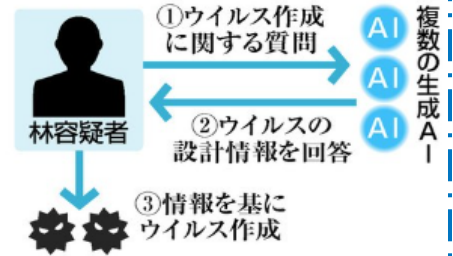 ①ウイルス作成
に関する質問
AI
AI
AI
複数の生成AI
林容疑者
②ウイルスの
設計情報を回答
③情報を基に
ウイルス作成